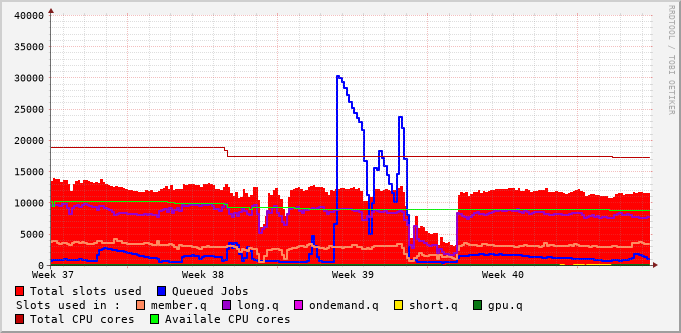 40000
35000
30000
25000
20000
15000
10000
5000
0
Week 37 Week 38 Week 39 Week 40
Total slots used Queued Jobs
Slots used in : member.q long.q ondemand.q short.q gpu.q
Total CPU cores Availale CPU cores
RRDTOOL / TOBI OETIKER